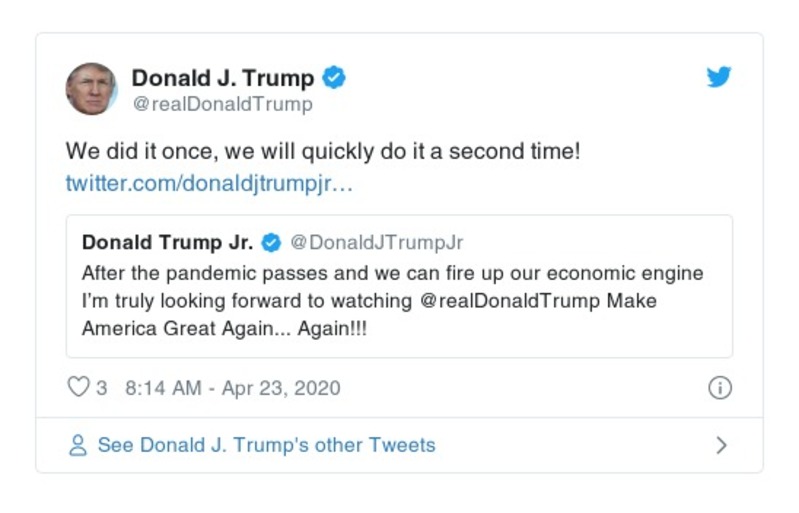 Donald J. Trump
@realDonaldTrump
We did it once, we will quickly do it a second time!
twitter.com/donaldjtrumpjr…
Donald Trump Jr. @DonaldJTrumpJr
After the pandemic passes and we can fire up our economic engine
I'm truly looking forward to watching @realDonaldTrump Make
America Great Again... Again!!!
3 8:14 AM - Apr 23, 2020
See Donald J. Trump's other Tweets